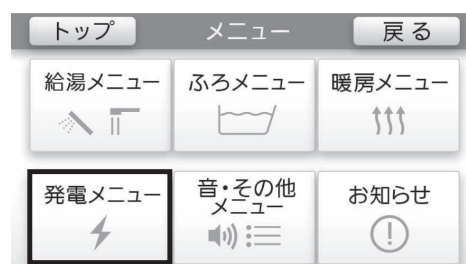 トップ
メニュー
戻る
給湯メニュー
ふろメニュー
暖房メニュー
発電メニュー
音・その他
メニュー
お知らせ